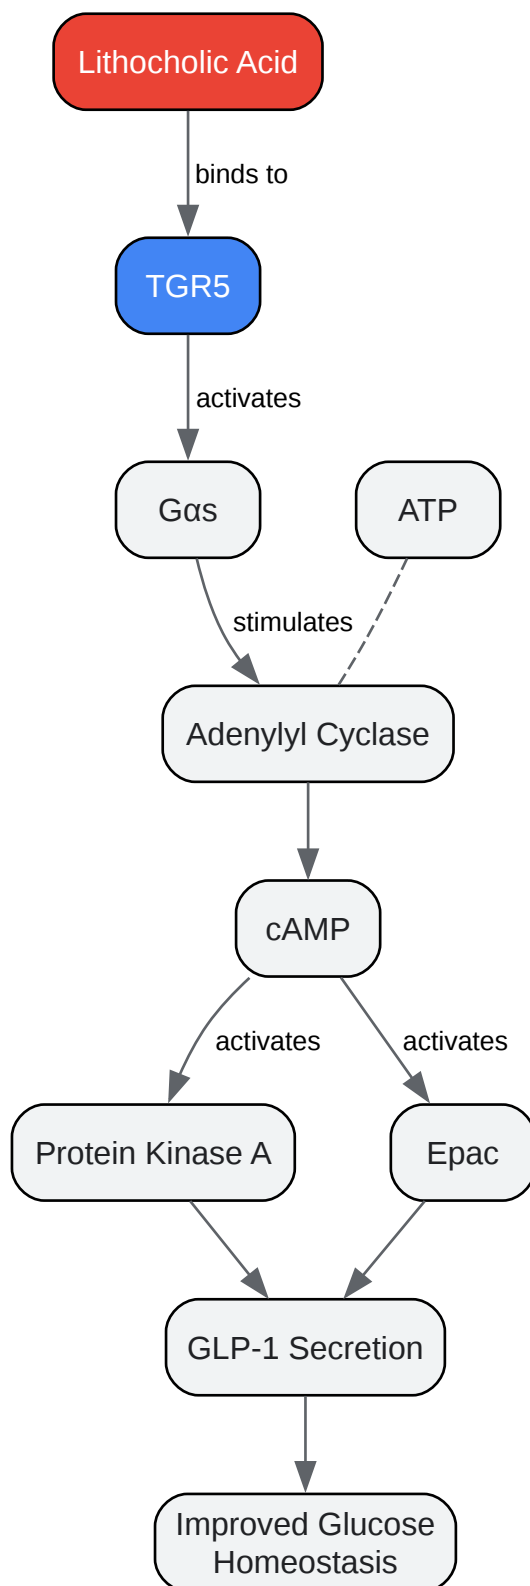 Lithocholic Acid
binds to
TGR5
activates
Gαs
ATP
stimulates
Adenylyl Cyclase
cAMP
activates
activates
Protein Kinase A
Epac
GLP-1 Secretion
Improved Glucose
Homeostasis